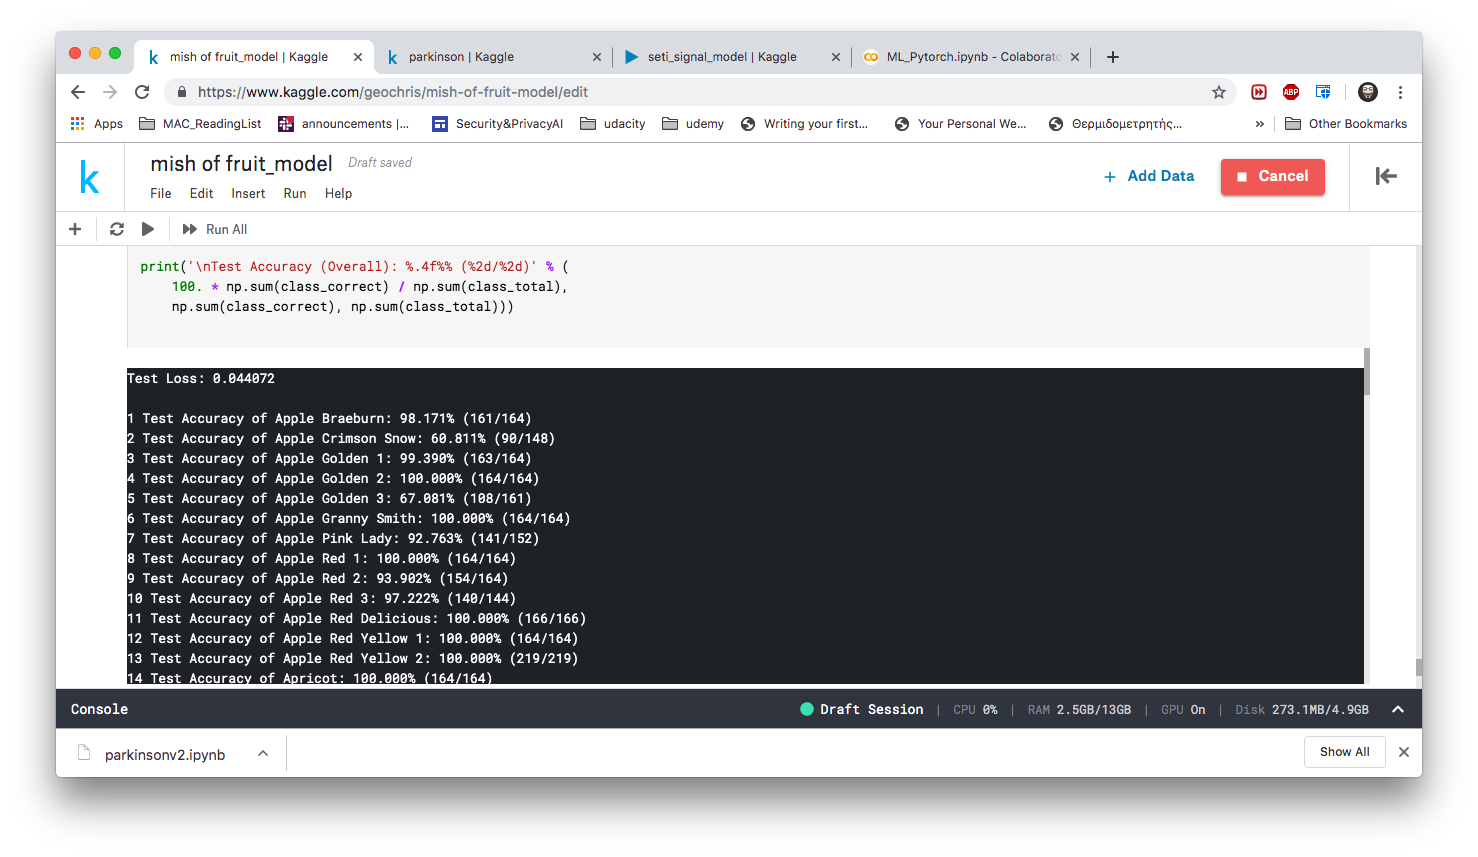 mish of fruit_model | Kaggle
parkinson | Kaggle
seti_signal_model | Kaggle
ML_Pytorch.ipynb - Colaborato
https://www.kaggle.com/geochris/mish-of-fruit-model/edit
ABP
Apps
MAC_ReadingList
announcements |...
Security&PrivacyAI
udacity
udemy
Writing your first...
Your Personal We...
Θερμιδομετρητής...
»
Other Bookmarks
k
mish of fruit_model
Draft saved
File Edit Insert Run Help
+ Add Data
Cancel
Run All
print('\nTest Accuracy (Overall): %.4f%% (%2d/%2d)' % (
100. * np.sum(class_correct) / np.sum(class_total),
np.sum(class_correct), np.sum(class_total)))
Test Loss: 0.044072
1 Test Accuracy of Apple Braeburn: 98.171% (161/164)
2 Test Accuracy of Apple Crimson Snow: 60.811% (90/148)
3 Test Accuracy of Apple Golden 1: 99.390% (163/164)
4 Test Accuracy of Apple Golden 2: 100.000% (164/164)
5 Test Accuracy of Apple Golden 3: 67.081% (108/161)
6 Test Accuracy of Apple Granny Smith: 100.000% (164/164)
7 Test Accuracy of Apple Pink Lady: 92.763% (141/152)
8 Test Accuracy of Apple Red 1: 100.000% (164/164)
9 Test Accuracy of Apple Red 2: 93.902% (154/164)
10 Test Accuracy of Apple Red 3: 97.222% (140/144)
11 Test Accuracy of Apple Red Delicious: 100.000% (166/166)
12 Test Accuracy of Apple Red Yellow 1: 100.000% (164/164)
13 Test Accuracy of Apple Red Yellow 2: 100.000% (219/219)
14 Test Accuracy of Apricot: 100.000% (164/164)
Console
Draft Session | CPU 0% | RAM 2.5GB/13GB | GPU On | Disk 273.1MB/4.9GB
parkinsonv2.ipynb
Show All